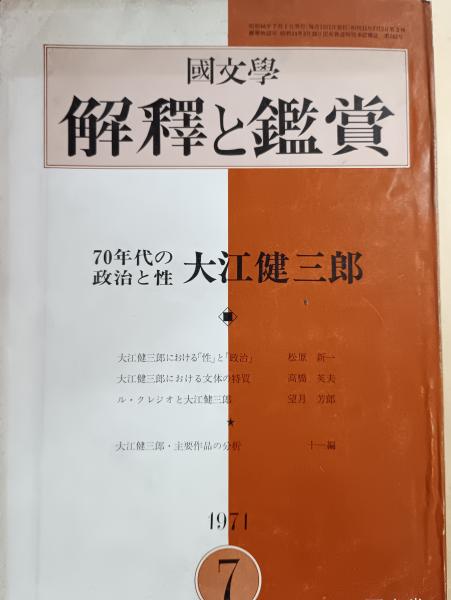 國文學
解釋と鑑賞
70年代の
政治と性 大江健三郎
大江健三郎における「性」と「政治」 松原 新一
大江健三郎における文体の特質 高橋 英夫
ル・クレジオと大江健三郎 望月 芳郎
★
大江健三郎・主要作品の分析 十一編
1971
7